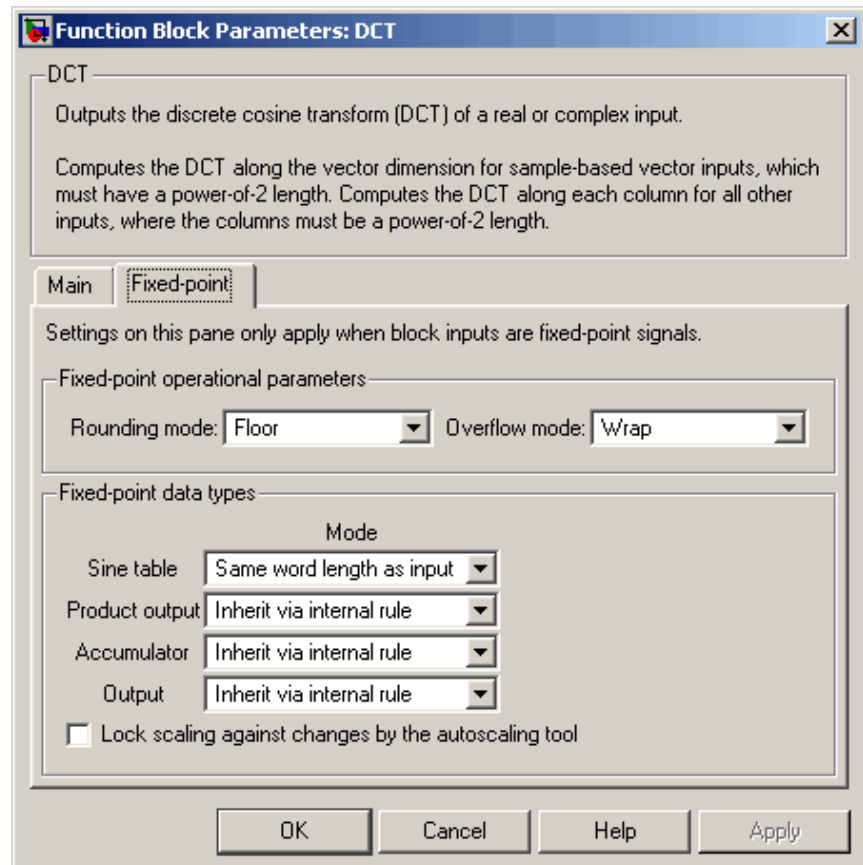 Function Block Parameters: DCT
DCT
Outputs the discrete cosine transform (DCT) of a real or complex input.
Computes the DCT along the vector dimension for sample-based vector inputs, which
must have a power-of-2 length. Computes the DCT along each column for all other
inputs, where the columns must be a power-of-2 length.
Main Fixed-point
Settings on this pane only apply when block inputs are fixed-point signals.
Fixed-point operational parameters
Rounding mode: Floor Overflow mode: Wrap
Fixed-point data types
Mode
Sine table Same word length as input
Product output Inherit via internal rule
Accumulator Inherit via internal rule
Output Inherit via internal rule
Lock scaling against changes by the autoscaling tool
OK Cancel Help Apply